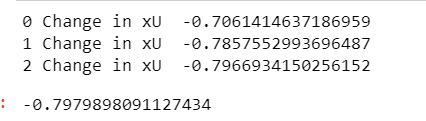 0 Change in xU  -0.7061414637186959
1 Change in xU  -0.7857552993696487
2 Change in xU  -0.7966934150256152
: -0.7979898091127434